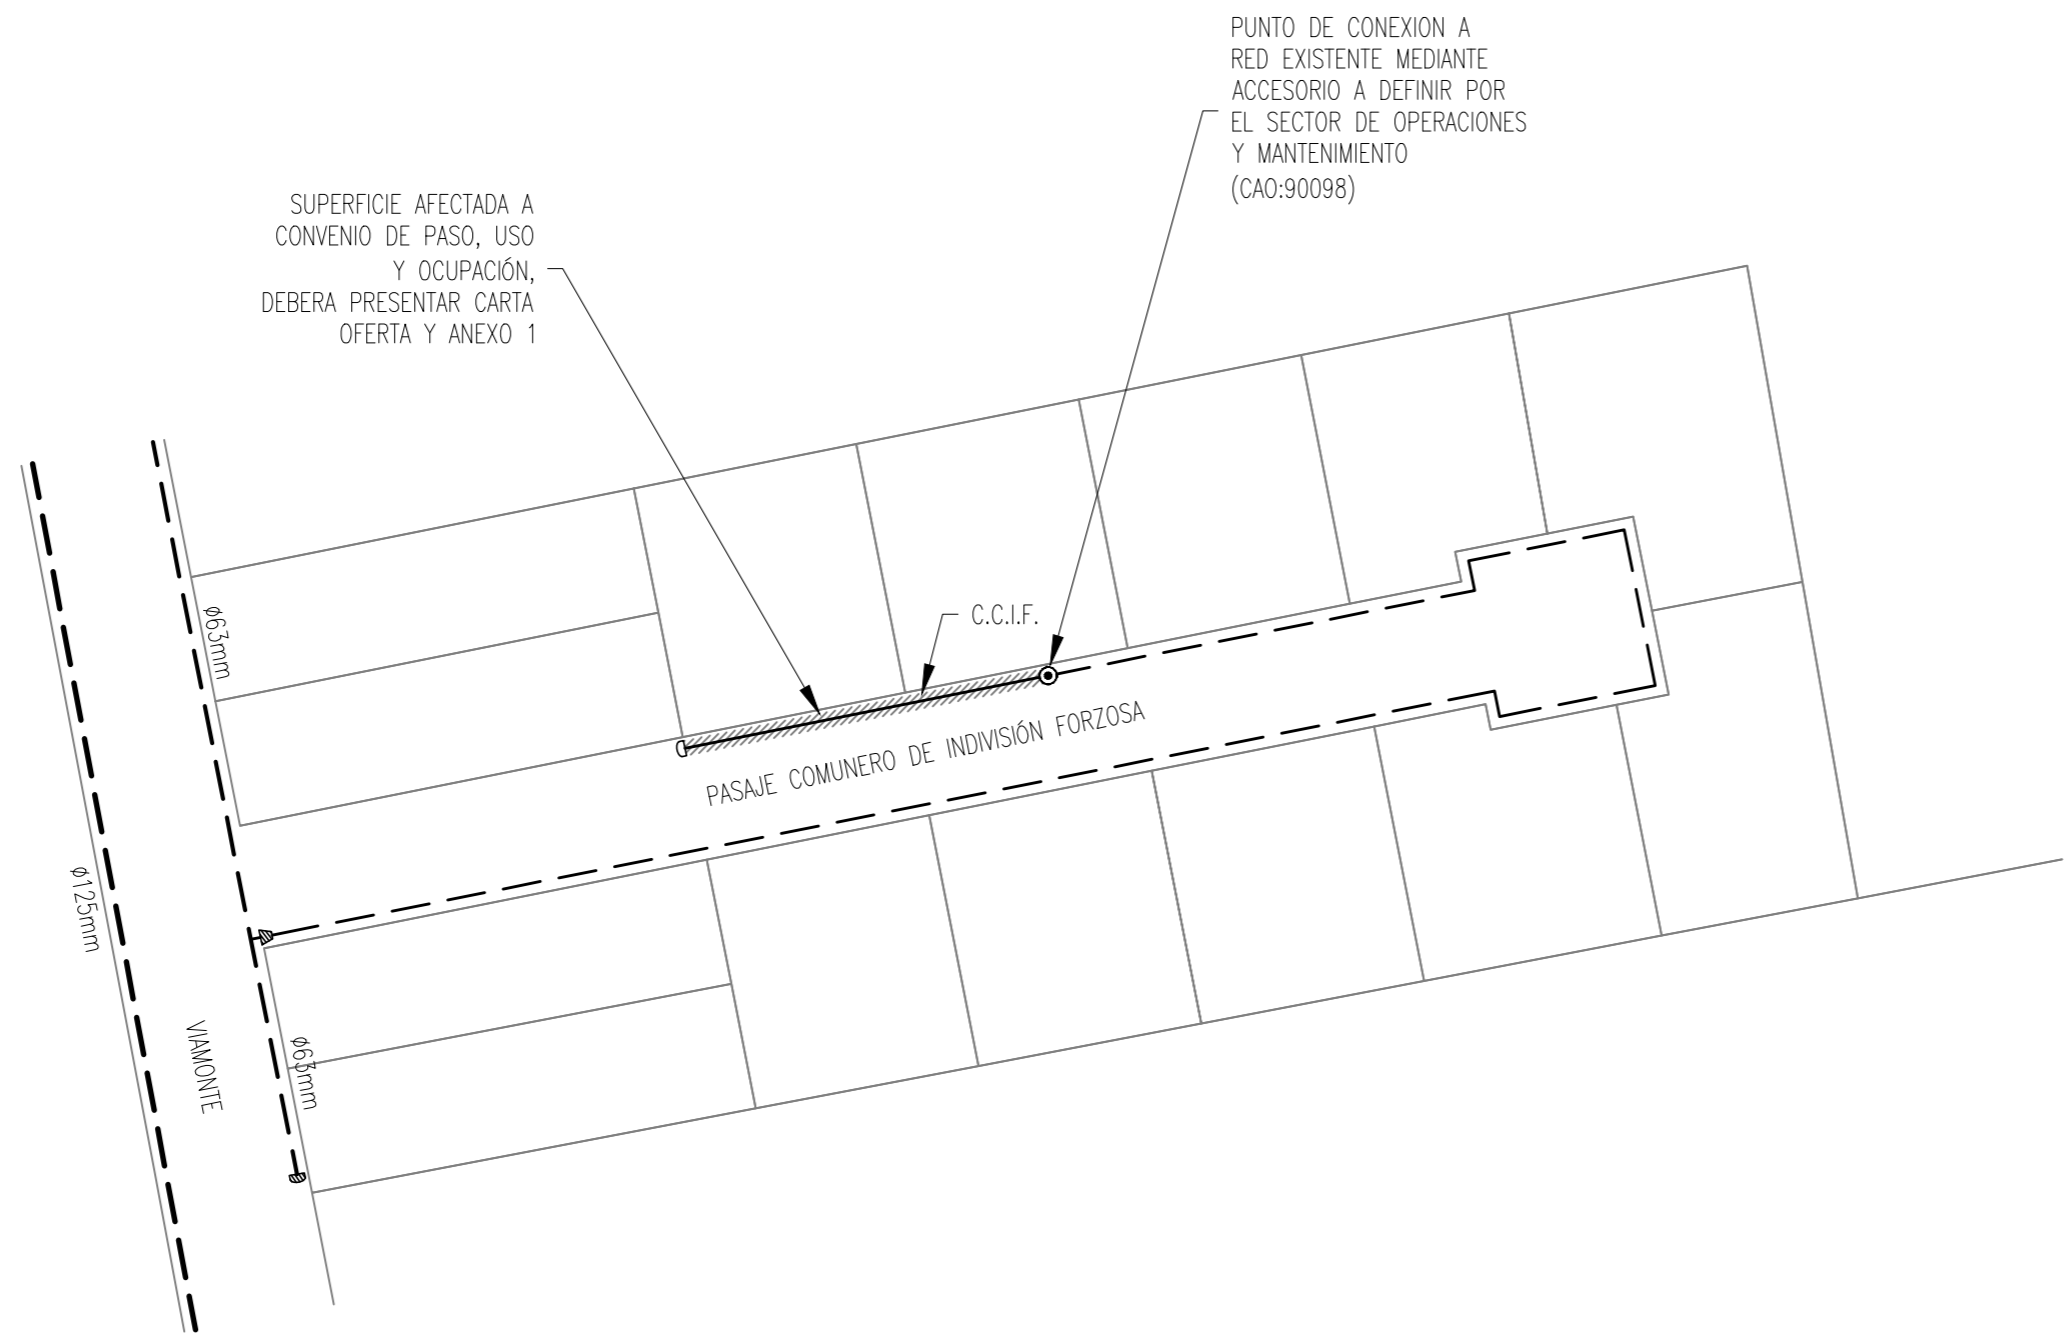 PUNTO DE CONEXION A
RED EXISTENTE MEDIANTE
ACCESORIO A DEFINIR POR
EL SECTOR DE OPERACIONES
Y MANTENIMIENTO
(CAO:90098)
SUPERFICIE AFECTADA A
CONVENIO DE PASO, USO
Y OCUPACIÓN,
DEBERA PRESENTAR CARTA
OFERTA Y ANEXO 1
C.C.I.F.
ø63mm
PASAJE COMUNERO DE INDIVISIÓN FORZOSA
ø125mm
VIAMONTE
ø63mm